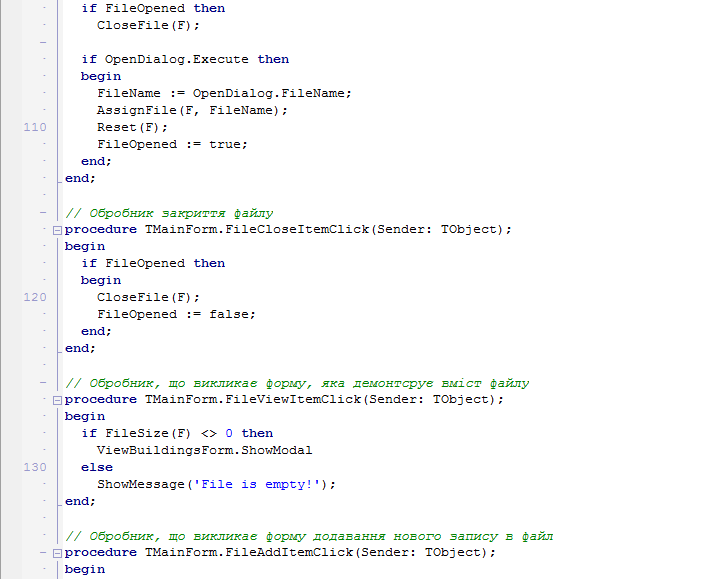 if FileOpened then
CloseFile(F);
if OpenDialog.Execute then
begin
FileName := OpenDialog.FileName;
AssignFile(F, FileName);
110 Reset(F);
FileOpened := true;
end;
end;
// Обробник закриття файлу
procedure TMainForm.FileCloseItemClick(Sender: TObject);
begin
if FileOpened then
begin
120 CloseFile(F);
FileOpened := false;
end;
end;
// Обробник, що викликає форму, яка демонтсрує вміст файлу
procedure TMainForm.FileViewItemClick(Sender: TObject);
begin
if FileSize(F) <> 0 then
ViewBuildingsForm.ShowModal
130 else
ShowMessage('File is empty!');
end;
// Обробник, що викликає форму додавання нового запису в файл
procedure TMainForm.FileAddItemClick(Sender: TObject);
begin